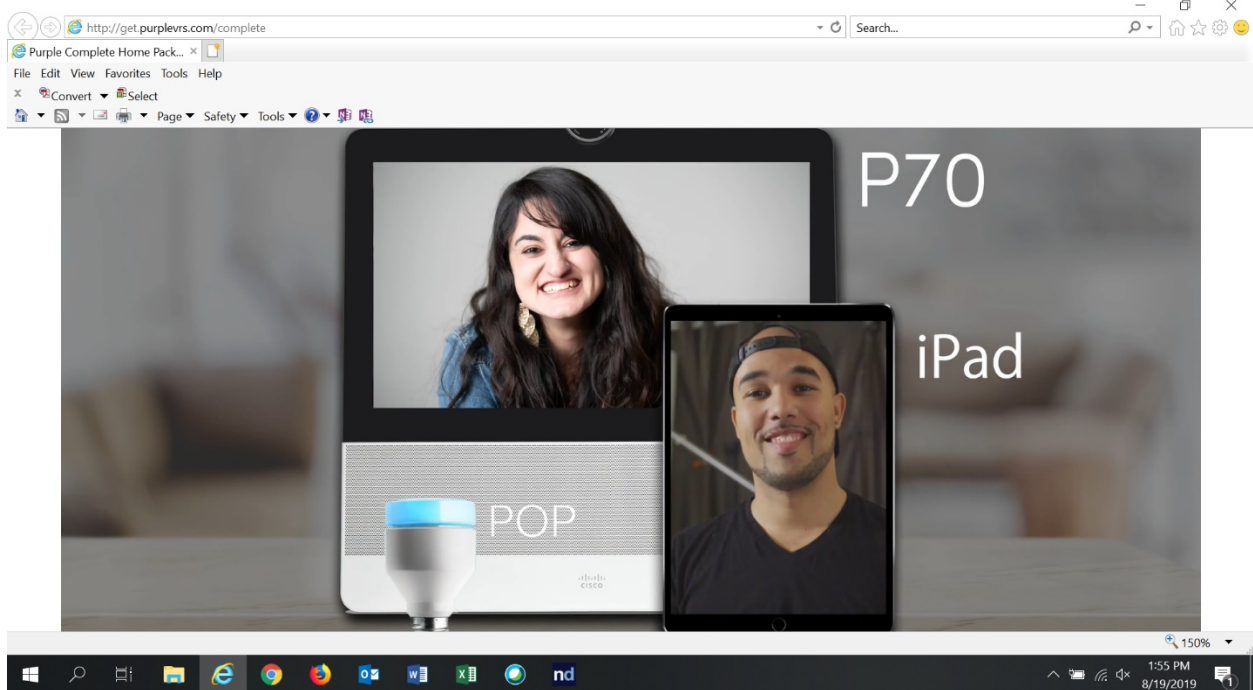 http://get.purplevrs.com/complete
Search...
Purple Complete Home Pack...
File Edit View Favorites Tools Help
x Convert Select
Page Safety Tools
P70
iPad
POP
cisco
150%
nd
1:55 PM
8/19/2019
1